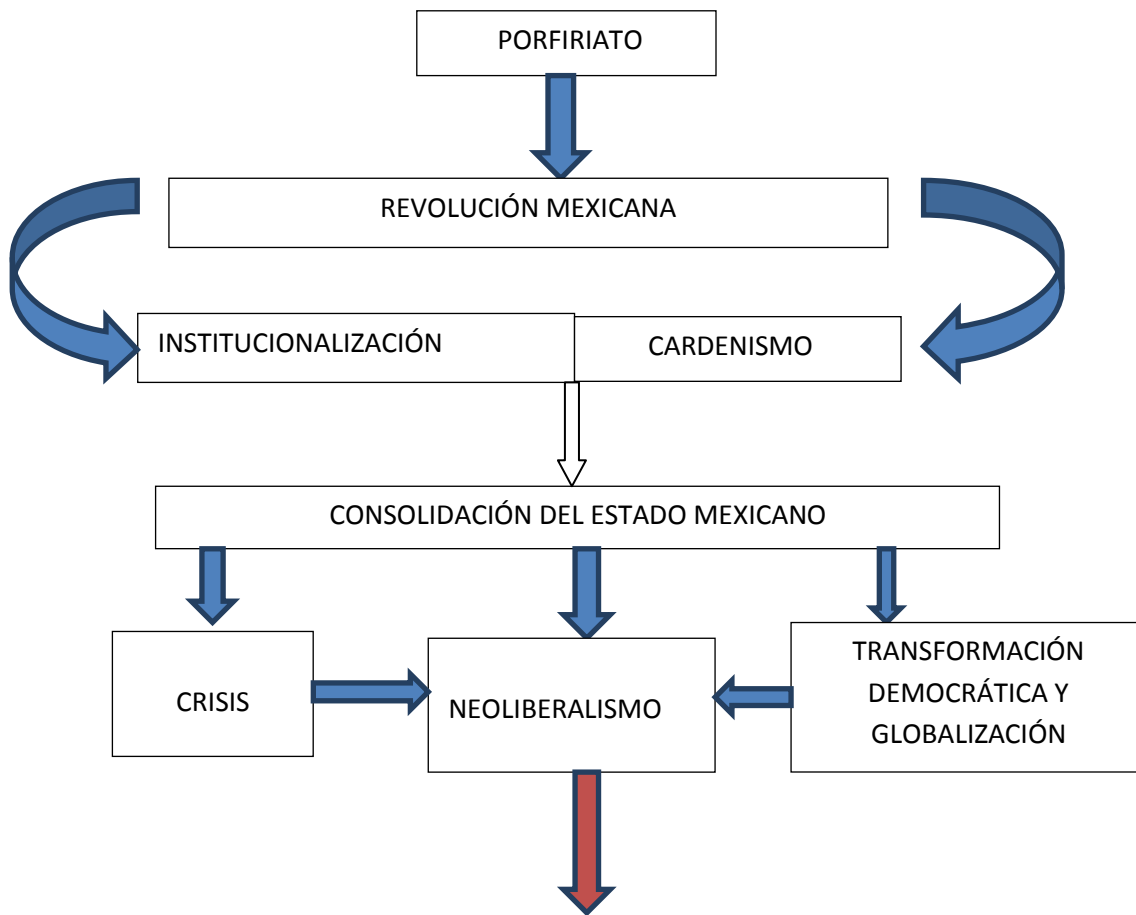 PORFIRIATO
REVOLUCIÓN MEXICANA
INSTITUCIONALIZACIÓN
CARDENISMO
CONSOLIDACIÓN DEL ESTADO MEXICANO
CRISIS
NEOLIBERALISMO
TRANSFORMACIÓN
DEMOCRÁTICA Y
GLOBALIZACIÓN